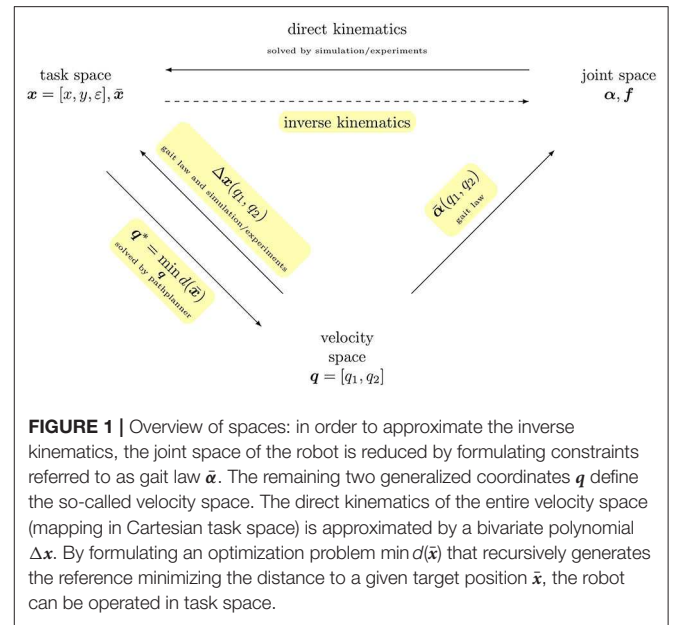 direct kinematics
solved by simulation/experiments
task space
x = [x, y, ε], x̄
joint space
α, f
inverse kinematics
Δx(q₁, q₂)
gait law and simulation/experiments
ᾱ(q₁, q₂)
gait law
q* = min d(x̄)
q
solved by pathplanner
velocity
space
q = [q₁, q₂]
FIGURE 1 | Overview of spaces: in order to approximate the inverse
kinematics, the joint space of the robot is reduced by formulating constraints
referred to as gait law ᾱ. The remaining two generalized coordinates q define
the so-called velocity space. The direct kinematics of the entire velocity space
(mapping in Cartesian task space) is approximated by a bivariate polynomial
Δx. By formulating an optimization problem min d(x̄) that recursively generates
the reference minimizing the distance to a given target position x̄, the robot
can be operated in task space.